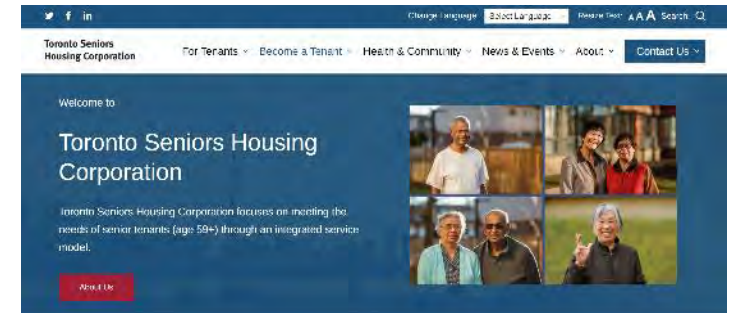 Change Language Select Language Resize Text A A A Search
Toronto Seniors
Housing Corporation
For Tenants Become a Tenant Health & Community News & Events About Contact Us
Welcome to
Toronto Seniors Housing
Corporation
Toronto Seniors Housing Corporation focuses on meeting the
needs of senior tenants (age 59+) through an integrated service
model.
About Us